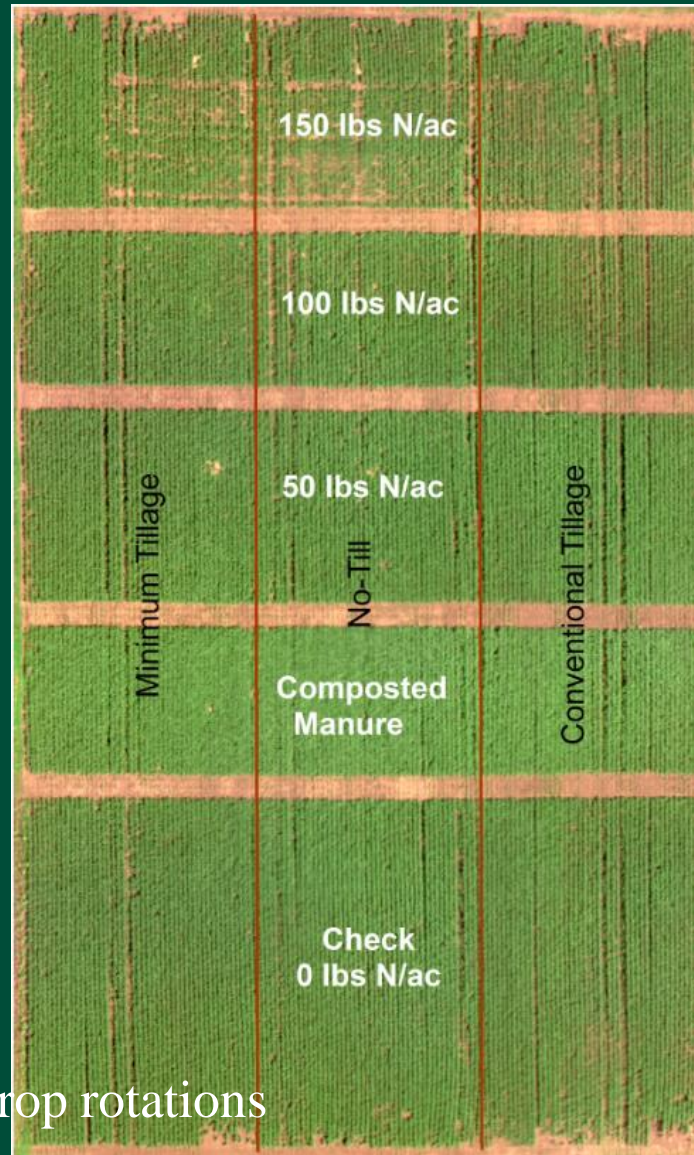 150 lbs N/ac
100 lbs N/ac
50 lbs N/ac
Minimum Tillage
No-Till
Conventional Tillage
Composted
Manure
Check
0 lbs N/ac
rotations